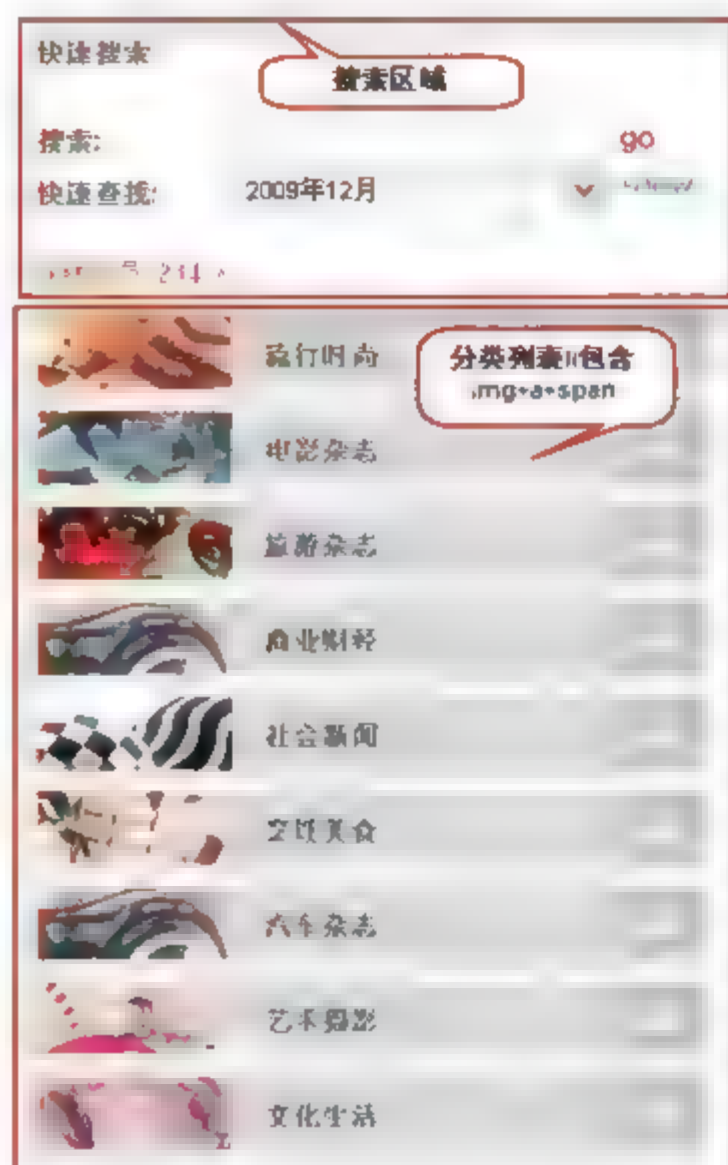 快速搜索
搜索区域
搜索: go
快速查找: 2009年12月
234
流行时尚
分类列表li包含
img+a+span
电影杂志
旅游杂志
商业财经
社会新闻
烹饪美食
汽车杂志
艺术摄影
文化生活